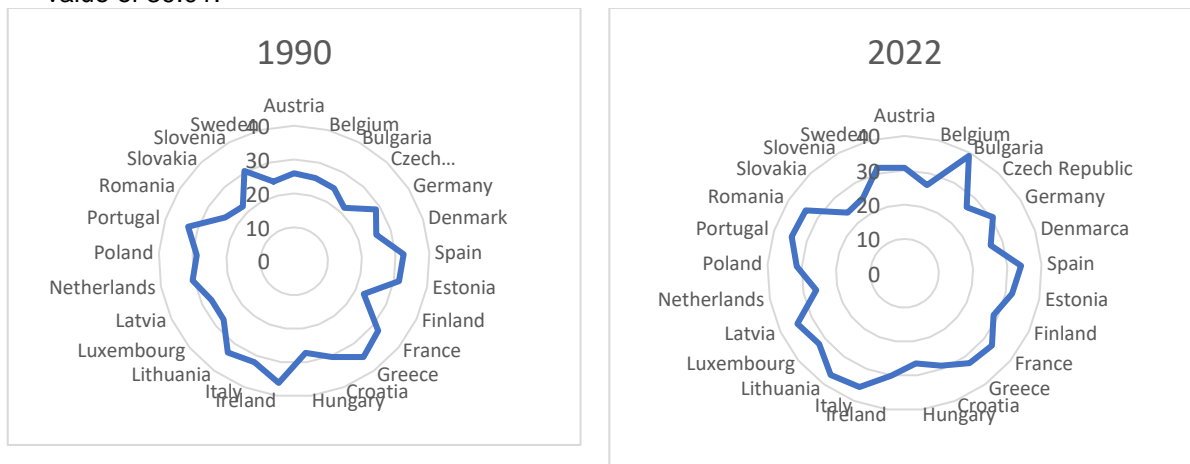 value of
1990
Austria
Belgium
Bulgaria
Czech...
Germany
Denmark
Spain
Estonia
Finland
France
Greece
Croatia
Hungary
Ireland
Italy
Lithuania
Luxembourg
Latvia
Netherlands
Poland
Portugal
Romania
Slovakia
Slovenia
Sweden
40
30
20
10
0
2022
Austria
Belgium
Bulgaria
Czech Republic
Germany
Denmarca
Spain
Estonia
Finland
France
Greece
Croatia
Hungary
Ireland
Italy
Lithuania
Luxembourg
Latvia
Netherlands
Poland
Portugal
Romania
Slovakia
Slovenia
Sweden
40
30
20
10
0